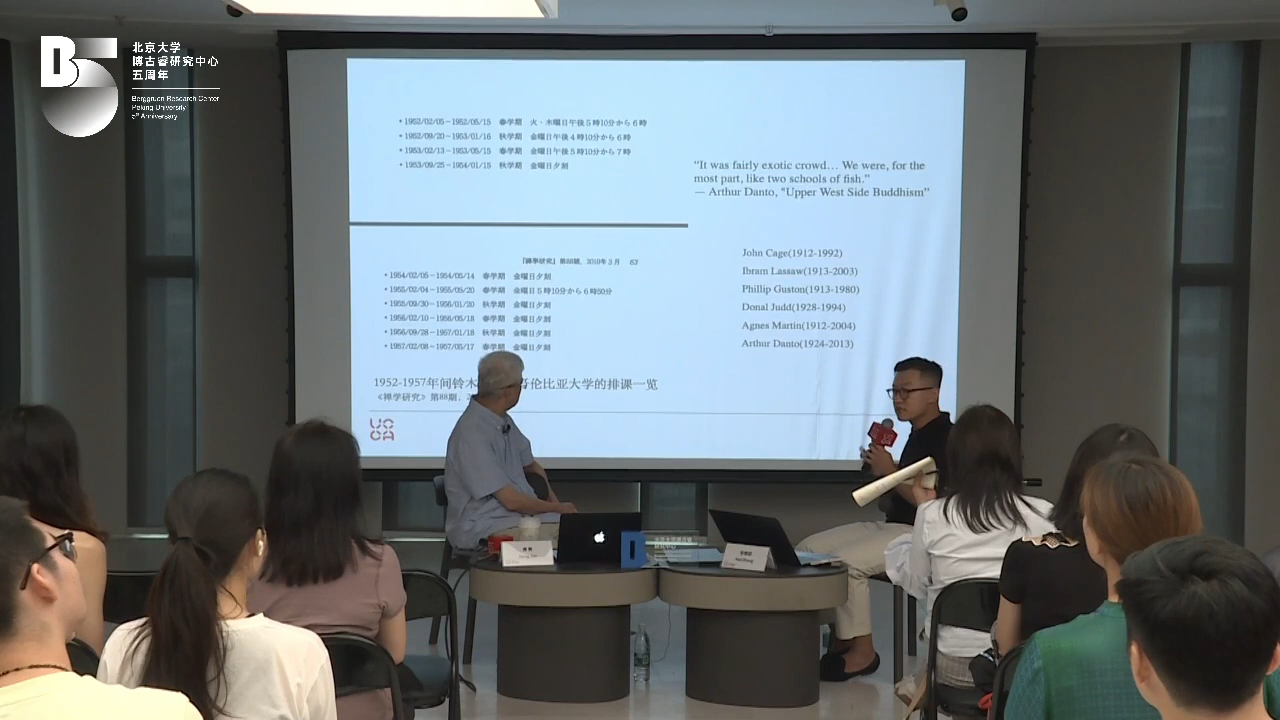 北京大学
博古睿研究中心
五周年
Berggruen Research Center
Peking University
5th Anniversary
• 1952/02/05－1952/05/15 春学期 火・木曜日午後5時10分から6時
• 1952/09/20－1953/01/16 秋学期 金曜日午後4時10分から6時
• 1953/02/13－1953/05/15 春学期 金曜日午後5時10分から7時
• 1953/09/25－1954/01/15 秋学期 金曜日夕刻
『禅學研究』第88號，2010年3月 63
• 1954/02/05－1954/05/14 春学期 金曜日夕刻
• 1955/02/04－1955/05/20 春学期 金曜日5時10分から6時50分
• 1955/09/30－1956/01/20 秋学期 金曜日夕刻
• 1956/02/10－1956/05/18 春学期 金曜日夕刻
• 1956/09/28－1957/01/18 秋学期 金曜日夕刻
• 1957/02/08－1957/05/17 春学期 金曜日夕刻
1952-1957年间铃木 伦比亚大学的排课一览
《禅学研究》第88期，2
UCCA
“It was fairly exotic crowd… We were, for the
most part, like two schools of fish.”
— Arthur Danto, “Upper West Side Buddhism”
John Cage(1912-1992)
Ibram Lassaw(1913-2003)
Phillip Guston(1913-1980)
Donal Judd(1928-1994)
Agnes Martin(1912-2004)
Arthur Danto(1924-2013)
北京大学博古睿
研究中心